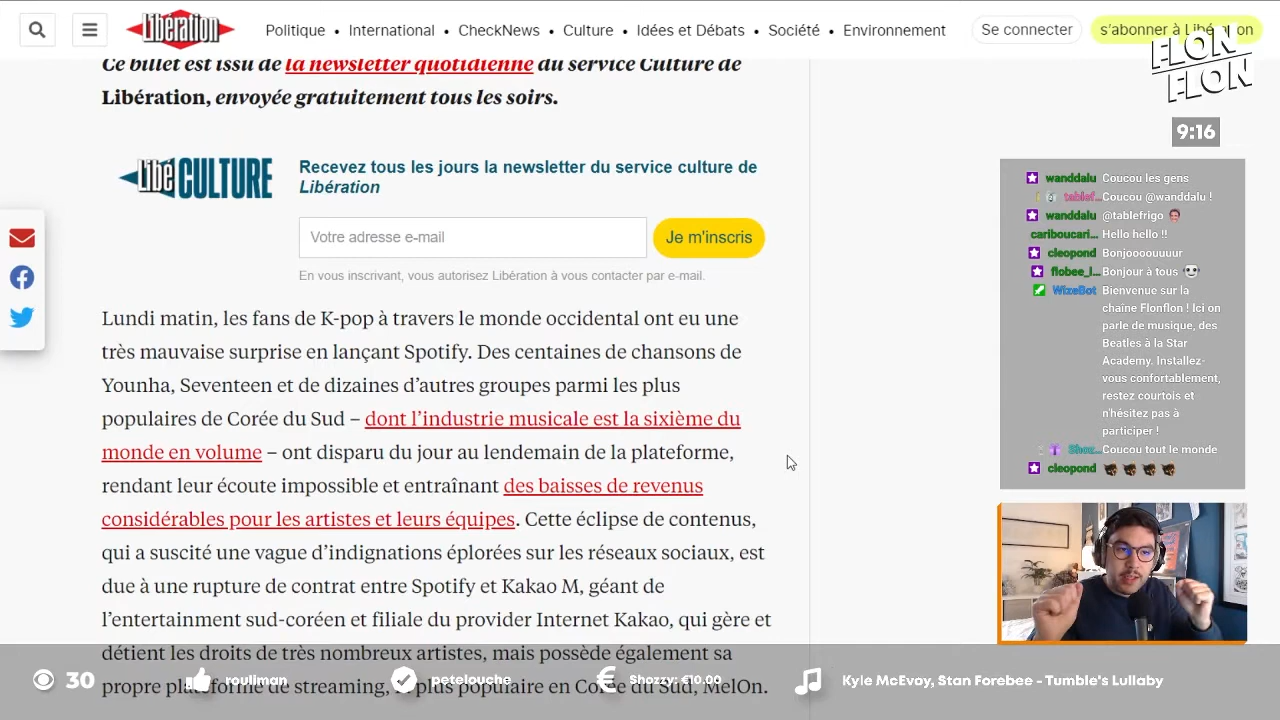 Libération
Politique • International • CheckNews • Culture • Idées et Débats • Société • Environnement
Se connecter
s'abonner à Libération
FLON
FLON
9:16
Ce billet est issu de la newsletter quotidienne du service Culture de
Libération, envoyée gratuitement tous les soirs.
Libé CULTURE
Recevez tous les jours la newsletter du service culture de
Libération
Votre adresse e-mail
Je m'inscris
En vous inscrivant, vous autorisez Libération à vous contacter par e-mail.
Lundi matin, les fans de K-pop à travers le monde occidental ont eu une
très mauvaise surprise en lançant Spotify. Des centaines de chansons de
Younha, Seventeen et de dizaines d'autres groupes parmi les plus
populaires de Corée du Sud – dont l'industrie musicale est la sixième du
monde en volume – ont disparu du jour au lendemain de la plateforme,
rendant leur écoute impossible et entraînant des baisses de revenus
considérables pour les artistes et leurs équipes. Cette éclipse de contenus,
qui a suscité une vague d'indignations éplorées sur les réseaux sociaux, est
due à une rupture de contrat entre Spotify et Kakao M, géant de
l'entertainment sud-coréen et filiale du provider Internet Kakao, qui gère et
détient les droits de très nombreux artistes, mais possède également sa
propre plateforme de streaming, la plus populaire en Corée du Sud, MelOn.
wanddalu Coucou les gens
tablef... Coucou @wanddalu !
wanddalu @tablefrigo
cariboucari... Hello hello !!
cleopond Bonjooooouuur
flobee_l... Bonjour à tous
WizeBot Bienvenue sur la
chaîne Flonflon ! Ici on
parle de musique, des
Beatles à la Star
Academy. Installez-
vous confortablement,
restez courtois et
n'hésitez pas à
participer !
Shoz... Coucou tout le monde
cleopond
30
rouliman
petelouche
Shozzy: €10.00
Kyle McEvoy, Stan Forebee - Tumble's Lullaby